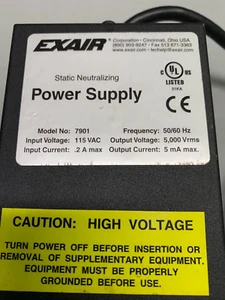 EXAIR
Corporation - Cincinnati, Ohio USA
(800) 903-9247 - Fax 513 671-3363
www.exair.com - techelp@exair.com
Static Neutralizing
Power Supply
C UL US
LISTED
31KA
CE
Model No: 7901 Frequency: 50/60 Hz
Input Voltage: 115 VAC Output Voltage: 5,000 Vrms
Input Current: .2 A max Output Current: 5 mA max.
CAUTION: HIGH VOLTAGE
TURN POWER OFF BEFORE INSERTION OR
REMOVAL OF SUPPLEMENTARY EQUIPMENT.
EQUIPMENT MUST BE PROPERLY
GROUNDED BEFORE USED.